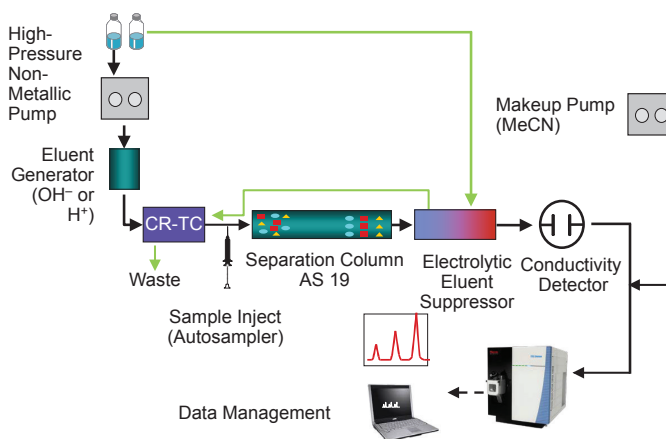 High-
Pressure
Non-
Metallic
Pump
Makeup Pump
(MeCN)
Eluent
Generator
(OH⁻ or
H⁺)
CR-TC
Waste
Separation Column
AS 19
Electrolytic
Eluent
Suppressor
Conductivity
Detector
Sample Inject
(Autosampler)
Data Management